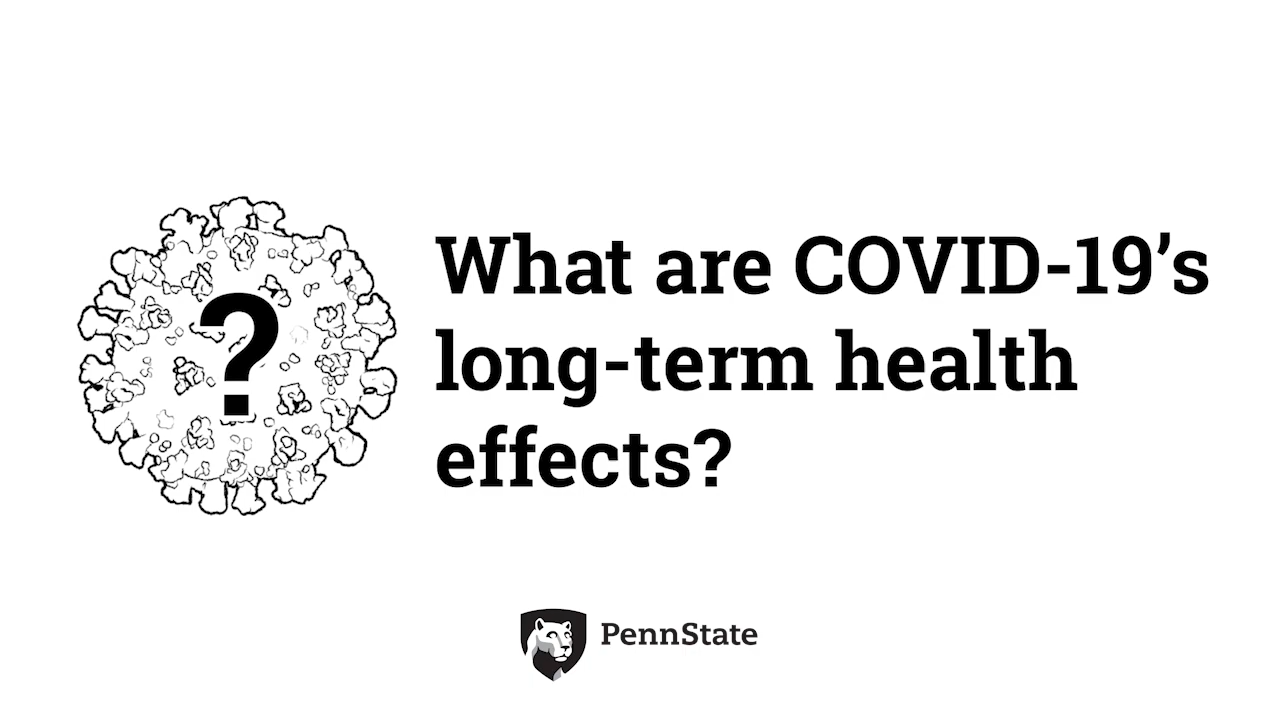 ?
What are COVID-19’s
long-term health
effects?
PennState